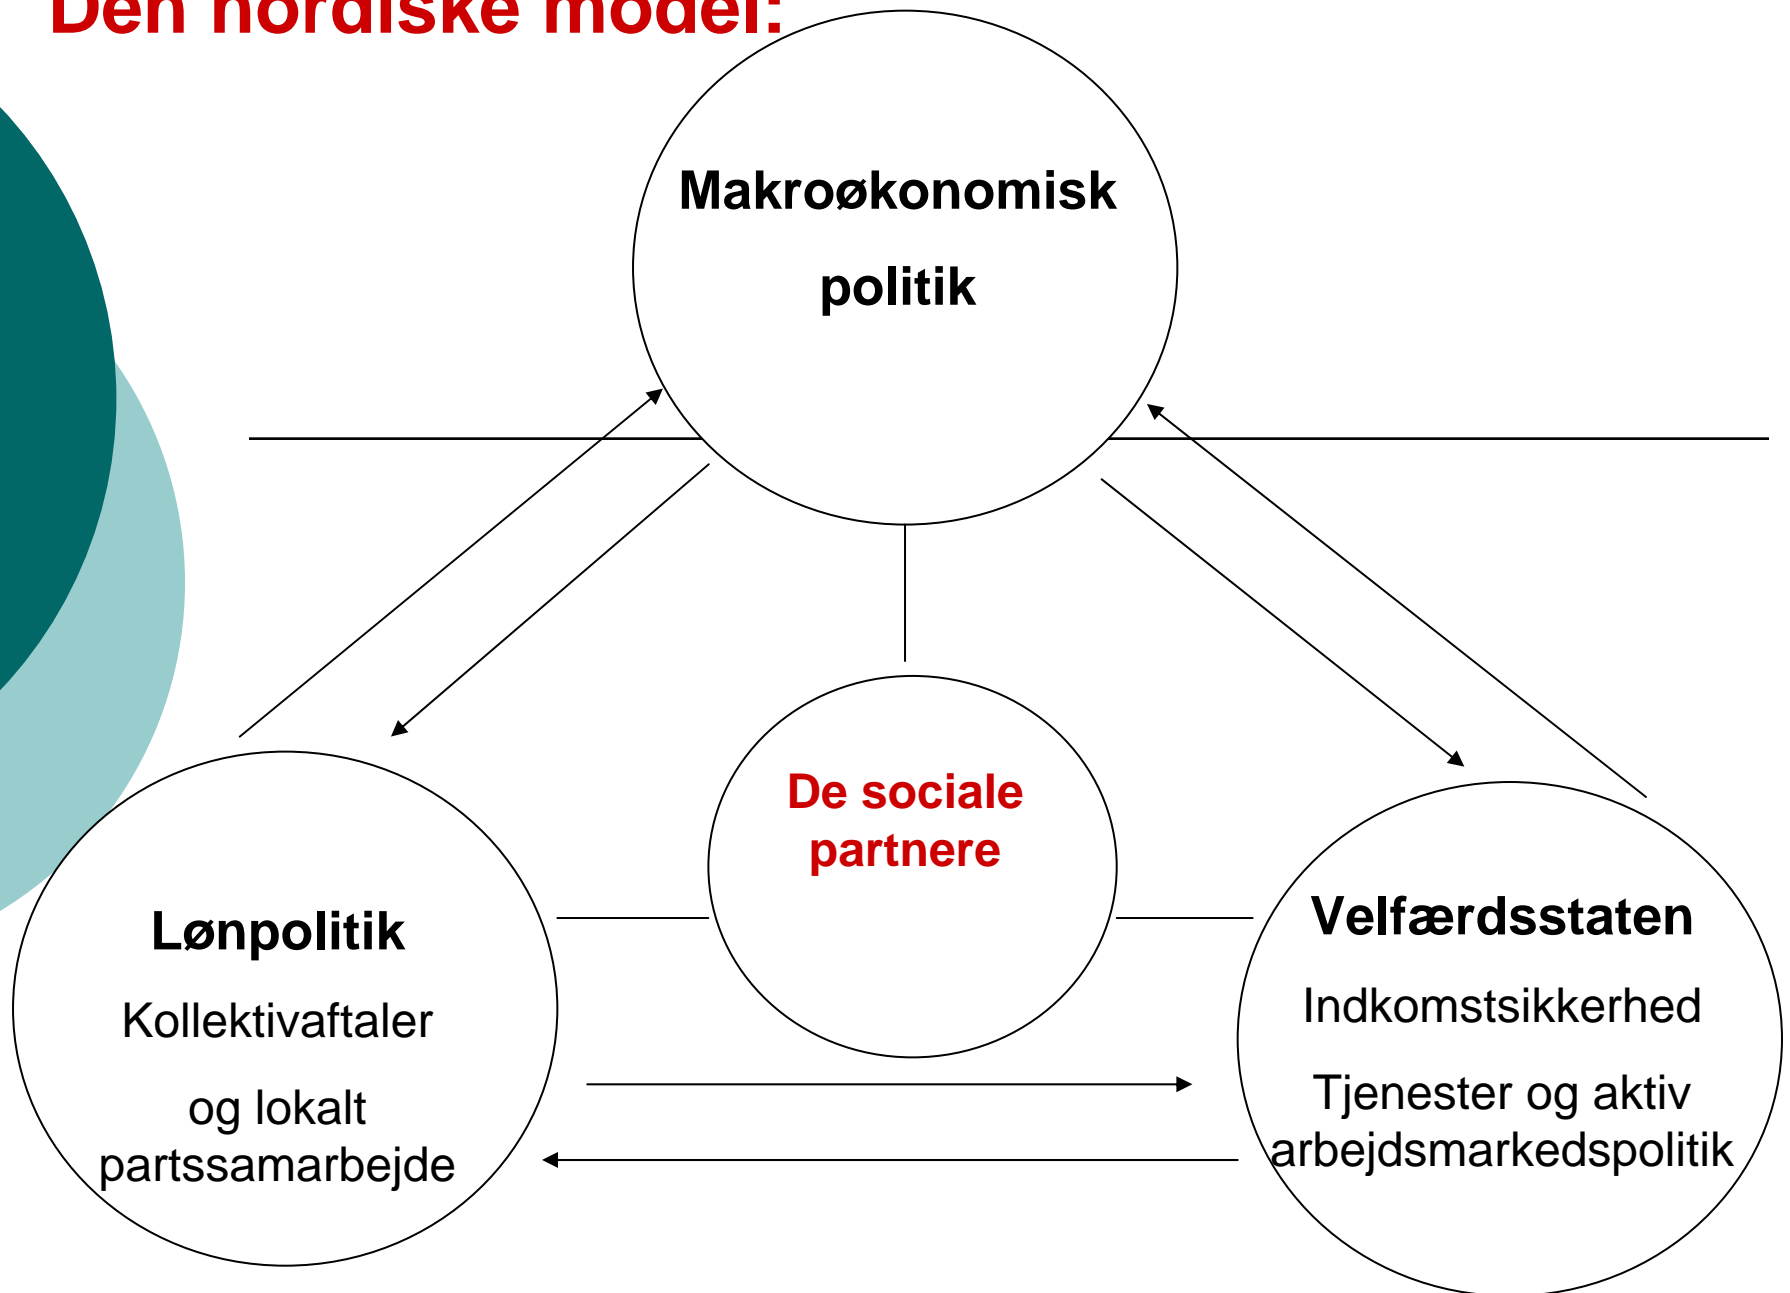 Den nordiske model:
Makroøkonomisk
politik
De sociale
partnere
Lønpolitik
Kollektivaftaler
og lokalt
partssamarbejde
Velfærdsstaten
Indkomstsikkerhed
Tjenester og aktiv
arbejdsmarkedspolitik